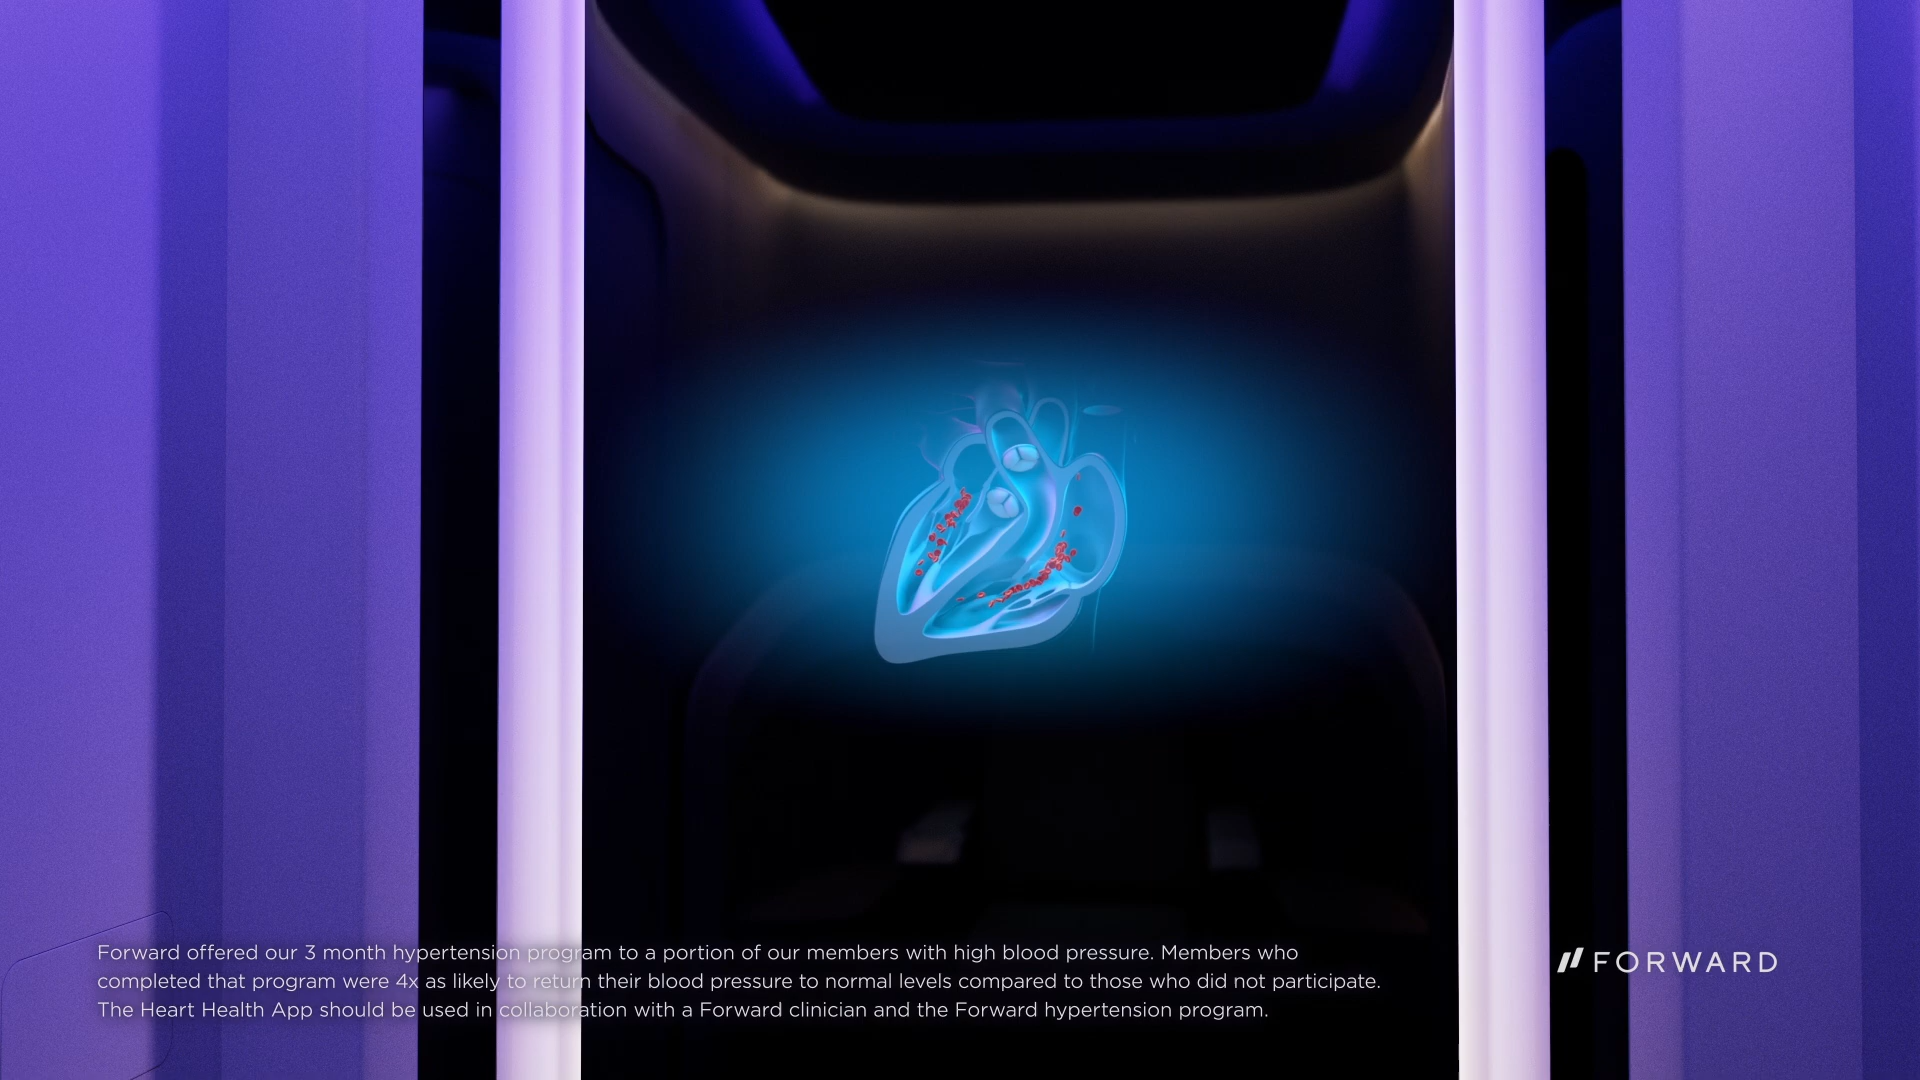 Forward offered our 3 month hypertension program to a portion of our members with high blood pressure. Members who
completed that program were 4x as likely to return their blood pressure to normal levels compared to those who did not participate.
The Heart Health App should be used in collaboration with a Forward clinician and the Forward hypertension program.
FORWARD